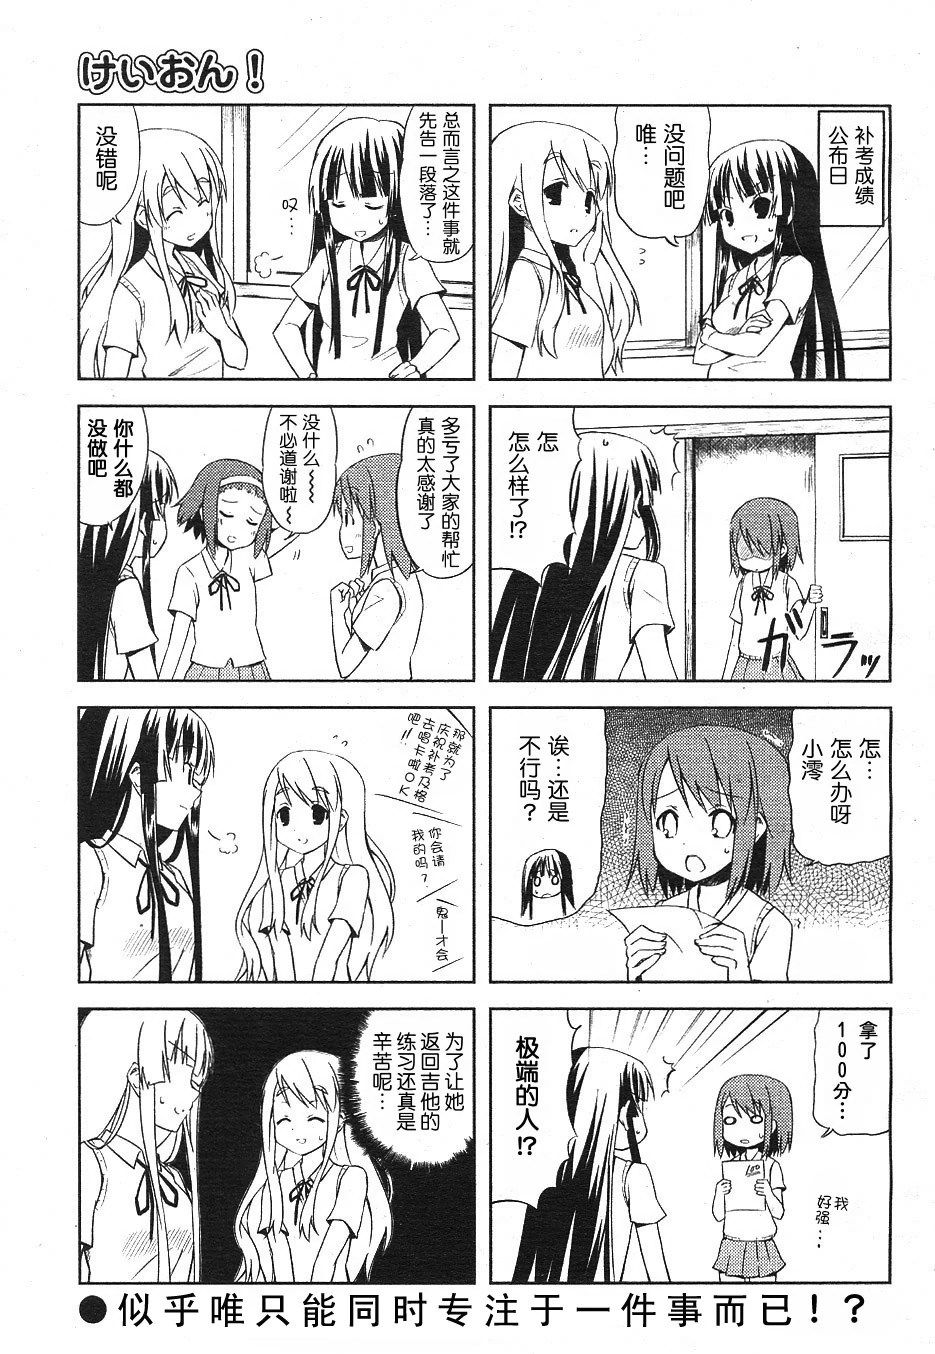 けいおん！
补考成绩
公布日
没问题吧
唯…
怎
怎么样了!?
ガラッ
怎…
怎么办呀
小澪
诶…还是
不行吗？
拿了
100分…
100
我
好强…
极端的人!?
总而言之这件事就
先告一段落了…
哎…
没错呢
多亏了大家的帮忙
真的太感谢了
没什么~
不必道谢啦~
你什么都
没做吧
那就为了
庆祝补考及格
去唱卡啦OK
吧!!
你会请
我的吗？
鬼才会
为了让她
返回吉他的
练习还真是
辛苦呢…
●似乎唯只能同时专注于一件事而已！？